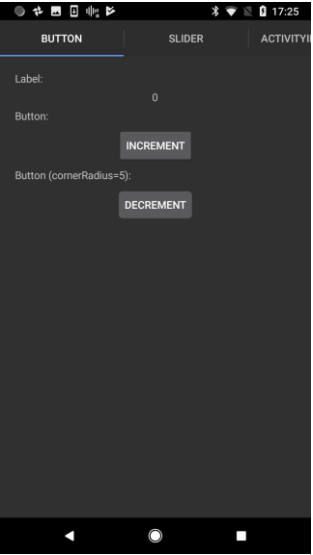 17:25
BUTTON
SLIDER
ACTIVITYI
Label:
0
Button:
INCREMENT
Button (cornerRadius=5):
DECREMENT